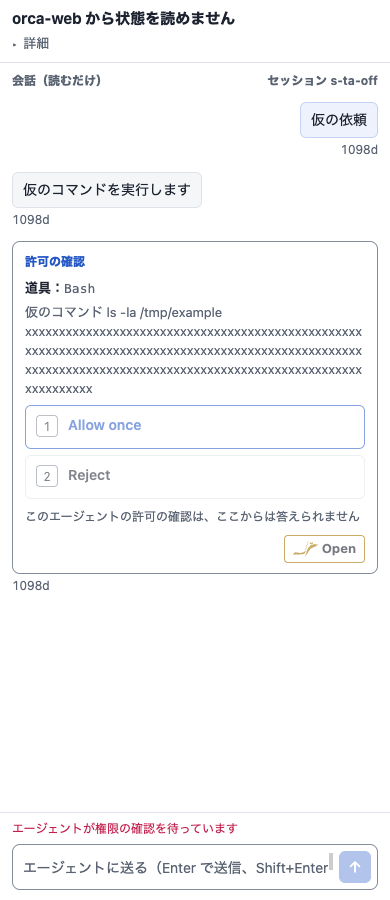 orca-web から状態を読めません
▸ 詳細
会話（読むだけ）
セッション s-ta-off
仮の依頼
1098d
仮のコマンドを実行します
1098d
許可の確認
道具：Bash
仮のコマンド ls -la /tmp/example
xxxxxxxxxxxxxxxxxxxxxxxxxxxxxxxxxxxxxxxxxxxxxxxxxx
xxxxxxxxxxxxxxxxxxxxxxxxxxxxxxxxxxxxxxxxxxxxxxxxxx
xxxxxxxxxxxxxxxxxxxxxxxxxxxxxxxxxxxxxxxxxxxxxxxxxx
xxxxxxxxxx
1 Allow once
2 Reject
このエージェントの許可の確認は、ここからは答えられません
Open
1098d
エージェントが権限の確認を待っています
エージェントに送る（Enter で送信、Shift+Enter